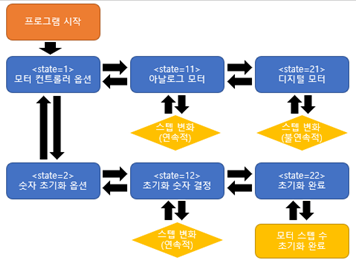 프로그램 시작
<state=1>
모터 컨트롤러 옵션
<state=11>
아날로그 모터
<state=21>
디지털 모터
스텝 변화
(연속적)
스텝 변화
(불연속적)
<state=2>
숫자 초기화 옵션
<state=12>
초기화 숫자 결정
<state=22>
초기화 완료
스텝 변화
(연속적)
모터 스텝 수
초기화 완료